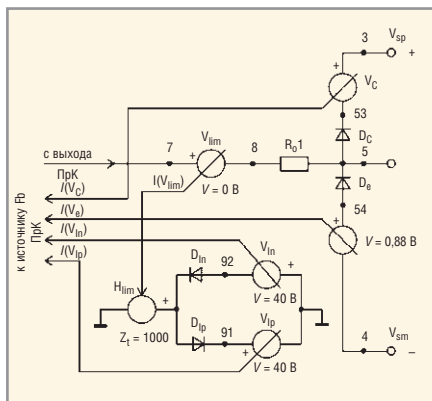 3 V_sp
+ +
V_C
53
с выхода
7 + V_lim 8 R_o1 D_C 5
ПрК
I(V_C) I(V_lim) V = 0 В D_e
I(V_e) 54
I(V_ln) +
I(V_lp) V = 0,88 В
к источнику Fb
ПрК
D_ln 92 V_ln
H_lim + V = 40 В +
D_lp 91 V_lp
Z_t = 1000 + V = 40 В
4 V_sm
–